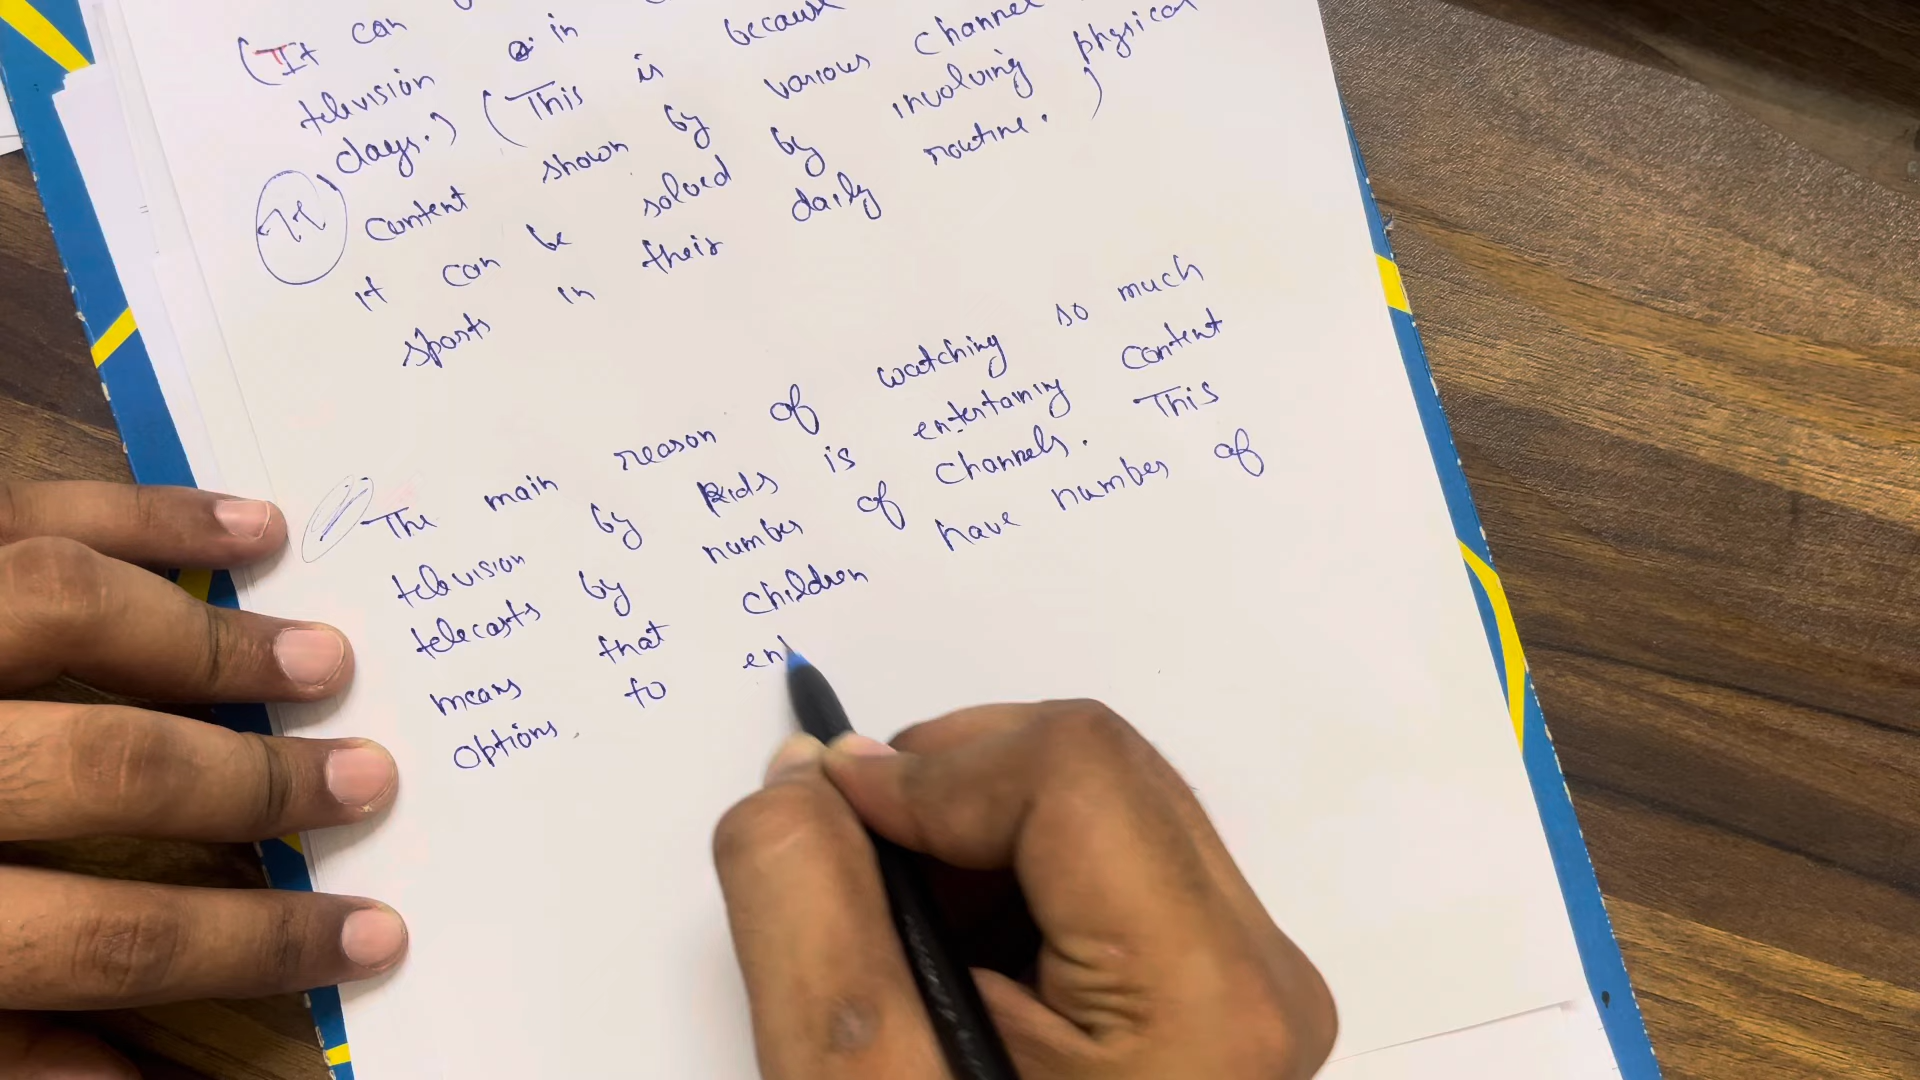 (It can
television in
days.) (This is because
content shown by various channel
it can be solved by involving physical
sports in their daily routine.)
The main reason of watching so much
television by kids is entertaining content
telecasts by number of channels. This
means that children have number of
options to ent